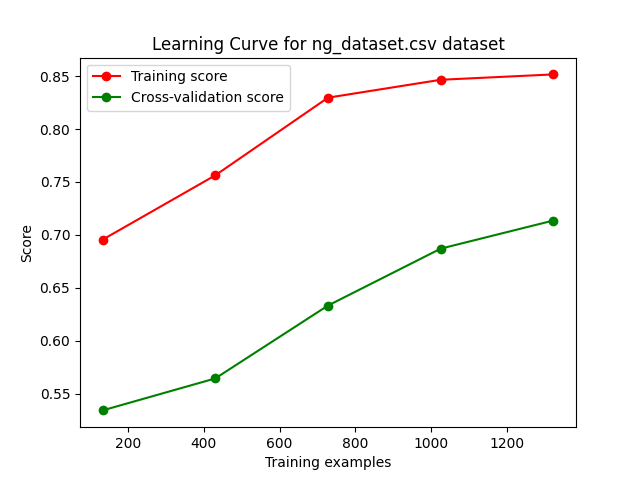 Learning Curve for ng_dataset.csv dataset
Training score
Cross-validation score
0.85
0.80
0.75
0.70
0.65
0.60
0.55
Score
200 400 600 800 1000 1200
Training examples